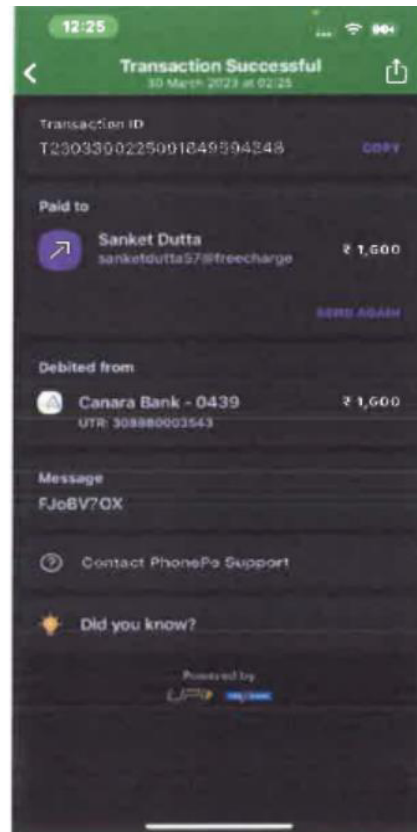 12:25
Transaction Successful
30 March 2023 at 02:25
Transaction ID
COPY
Paid to
Sanket Dutta
sanketdutta57@freecharge
₹ 1,600
SEND AGAIN
Debited from
Canara Bank - 0439
₹ 1,600
UTR: 308880003543
Message
FJoBV7OX
Contact PhonePe Support
Did you know?
Powered by
UPI